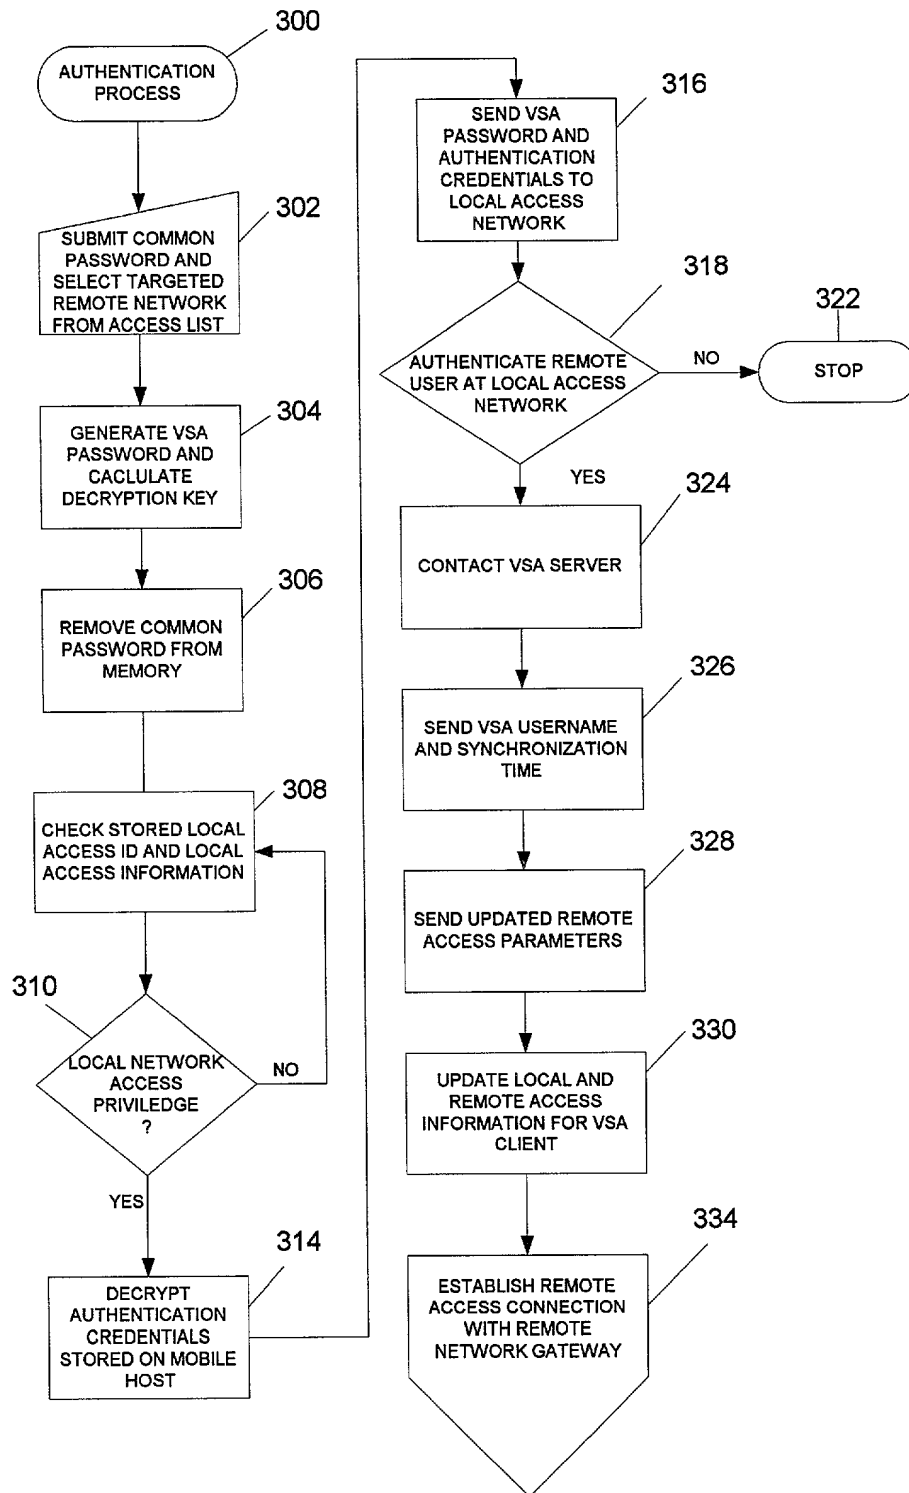 300
AUTHENTICATION
PROCESS
302
SUBMIT COMMON
PASSWORD AND
SELECT TARGETED
REMOTE NETWORK
FROM ACCESS LIST
304
GENERATE VSA
PASSWORD AND
CACLULATE
DECRYPTION KEY
306
REMOVE COMMON
PASSWORD FROM
MEMORY
308
CHECK STORED LOCAL
ACCESS ID AND LOCAL
ACCESS INFORMATION
310
LOCAL NETWORK
ACCESS
PRIVILEDGE
?
NO
YES
314
DECRYPT
AUTHENTICATION
CREDENTIALS
STORED ON MOBILE
HOST
316
SEND VSA
PASSWORD AND
AUTHENTICATION
CREDENTIALS TO
LOCAL ACCESS
NETWORK
318
AUTHENTICATE REMOTE
USER AT LOCAL ACCESS
NETWORK
NO
322
STOP
YES
324
CONTACT VSA SERVER
326
SEND VSA USERNAME
AND SYNCHRONIZATION
TIME
328
SEND UPDATED REMOTE
ACCESS PARAMETERS
330
UPDATE LOCAL AND
REMOTE ACCESS
INFORMATION FOR VSA
CLIENT
334
ESTABLISH REMOTE
ACCESS CONNECTION
WITH REMOTE
NETWORK GATEWAY